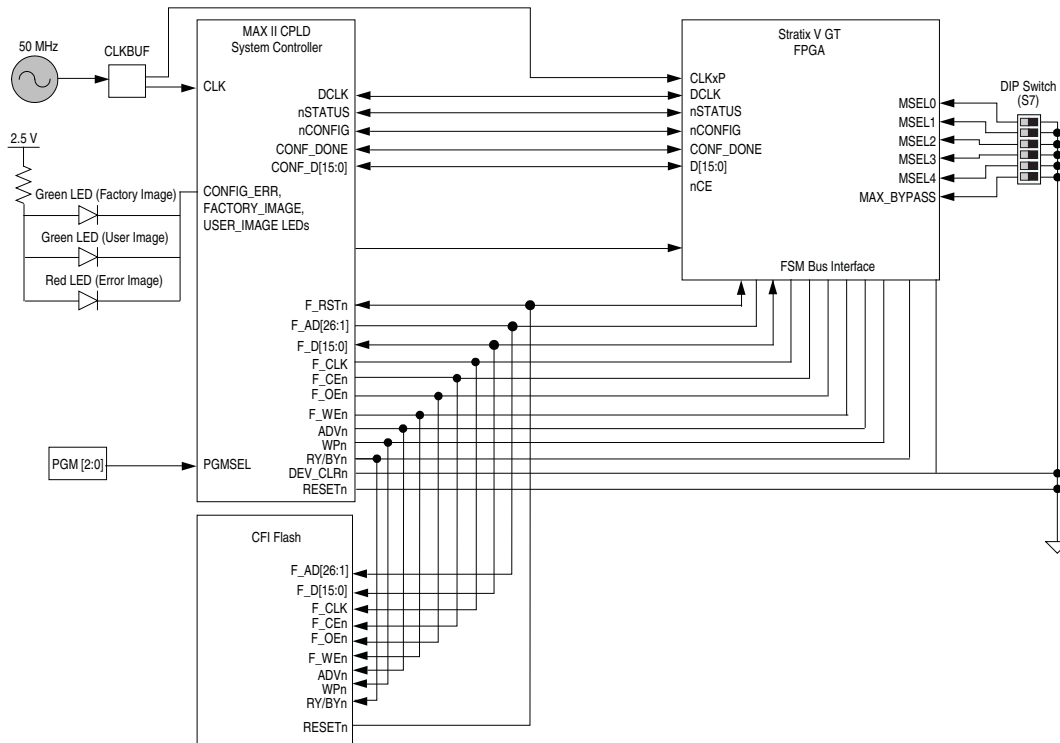 MAX II CPLD
System Controller
Stratix V GT
FPGA
50 MHz
CLKBUF
CLK
CLKxP
DCLK
DCLK
nSTATUS
nSTATUS
nCONFIG
nCONFIG
CONF_DONE
CONF_DONE
CONF_D[15:0]
D[15:0]
nCE
DIP Switch
(S7)
MSEL0
MSEL1
MSEL2
MSEL3
MSEL4
MAX_BYPASS
2.5 V
Green LED (Factory Image)
Green LED (User Image)
Red LED (Error Image)
CONFIG_ERR,
FACTORY_IMAGE,
USER_IMAGE LEDs
FSM Bus Interface
F_RSTn
F_AD[26:1]
F_D[15:0]
F_CLK
F_CEn
F_OEn
F_WEn
ADVn
WPn
RY/BYn
DEV_CLRn
RESETn
PGM [2:0]
PGMSEL
CFI Flash
F_AD[26:1]
F_D[15:0]
F_CLK
F_CEn
F_OEn
F_WEn
ADVn
WPn
RY/BYn
RESETn